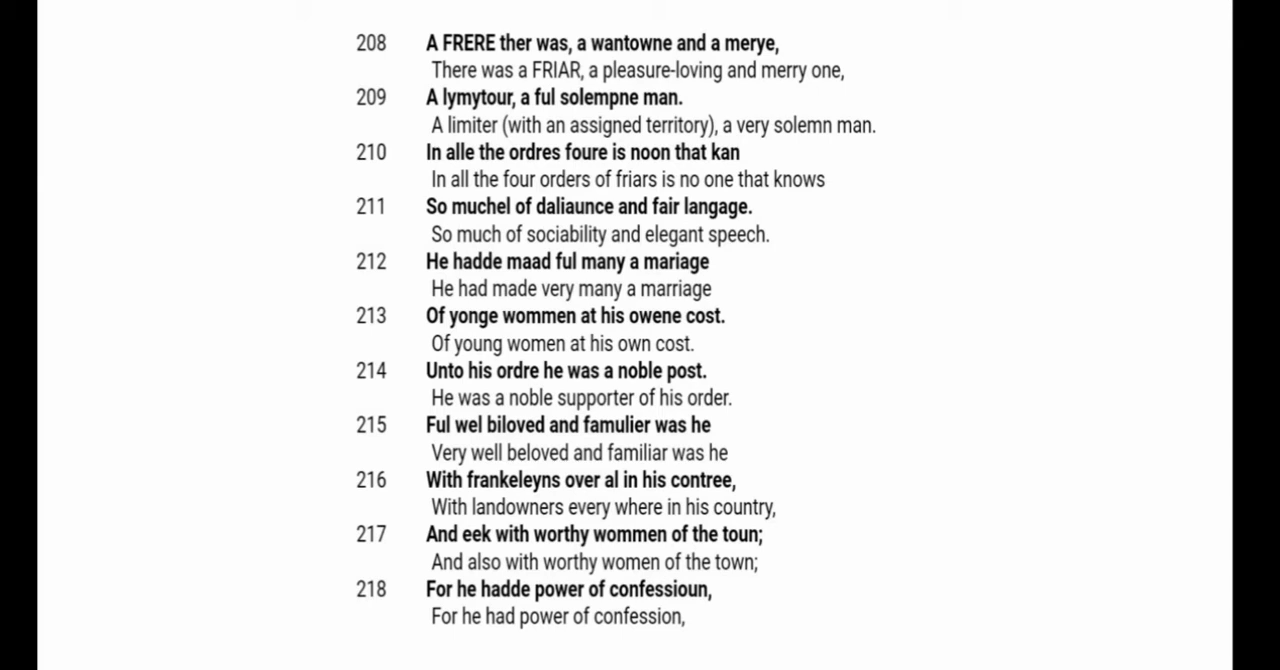 208 A FRERE ther was, a wantowne and a merye,
There was a FRIAR, a pleasure-loving and merry one,
209 A lymytour, a ful solempne man.
A limiter (with an assigned territory), a very solemn man.
210 In alle the ordres foure is noon that kan
In all the four orders of friars is no one that knows
211 So muchel of daliaunce and fair langage.
So much of sociability and elegant speech.
212 He hadde maad ful many a mariage
He had made very many a marriage
213 Of yonge wommen at his owene cost.
Of young women at his own cost.
214 Unto his ordre he was a noble post.
He was a noble supporter of his order.
215 Ful wel biloved and famulier was he
Very well beloved and familiar was he
216 With frankeleyns over al in his contree,
With landowners every where in his country,
217 And eek with worthy wommen of the toun;
And also with worthy women of the town;
218 For he hadde power of confessioun,
For he had power of confession,